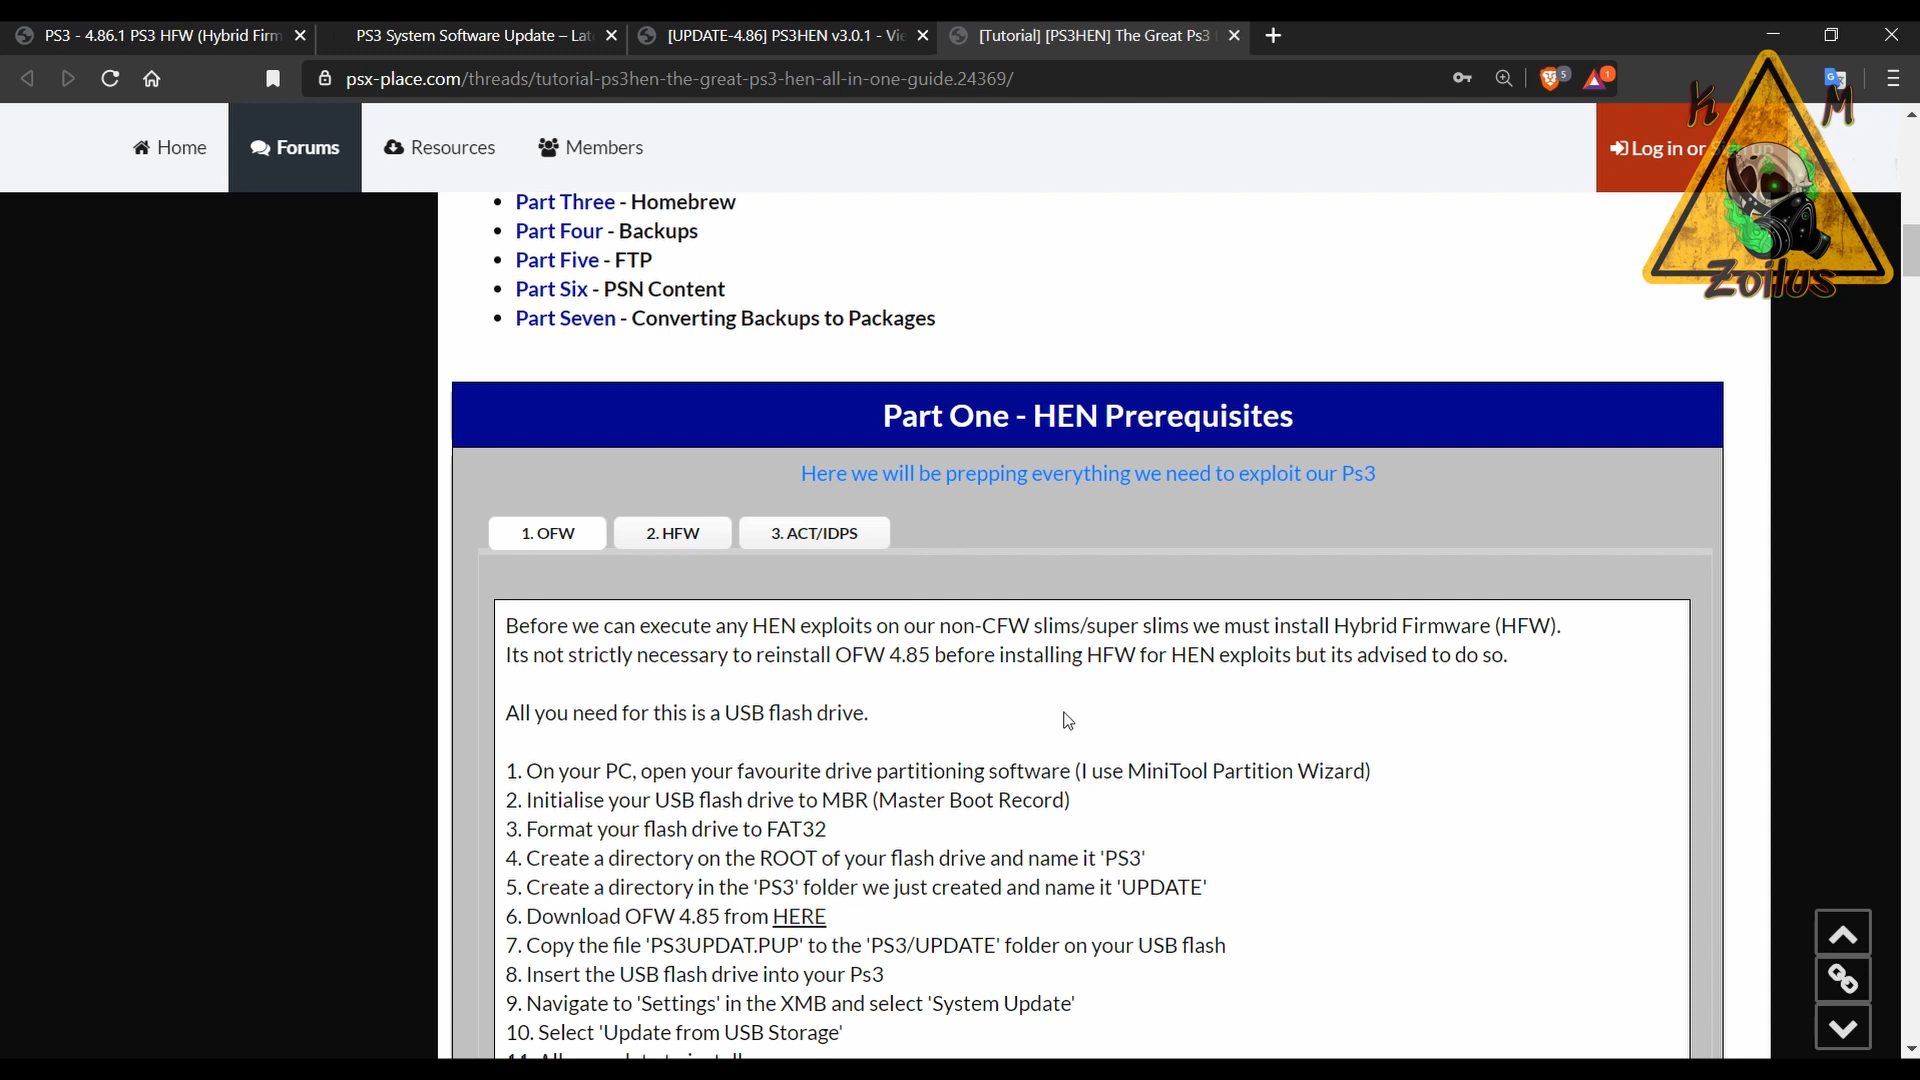 PS3 - 4.86.1 PS3 HFW (Hybrid Firm
PS3 System Software Update – Lat
[UPDATE-4.86] PS3HEN v3.0.1 - Vie
[Tutorial] [PS3HEN] The Great Ps3
psx-place.com/threads/tutorial-ps3hen-the-great-ps3-hen-all-in-one-guide.24369/
5
1
Home
Forums
Resources
Members
Log in or
K M
Zoilus
Part Three - Homebrew
Part Four - Backups
Part Five - FTP
Part Six - PSN Content
Part Seven - Converting Backups to Packages
Part One - HEN Prerequisites
Here we will be prepping everything we need to exploit our Ps3
1. OFW
2. HFW
3. ACT/IDPS
Before we can execute any HEN exploits on our non-CFW slims/super slims we must install Hybrid Firmware (HFW).
Its not strictly necessary to reinstall OFW 4.85 before installing HFW for HEN exploits but its advised to do so.
All you need for this is a USB flash drive.
1. On your PC, open your favourite drive partitioning software (I use MiniTool Partition Wizard)
2. Initialise your USB flash drive to MBR (Master Boot Record)
3. Format your flash drive to FAT32
4. Create a directory on the ROOT of your flash drive and name it 'PS3'
5. Create a directory in the 'PS3' folder we just created and name it 'UPDATE'
6. Download OFW 4.85 from HERE
7. Copy the file 'PS3UPDAT.PUP' to the 'PS3/UPDATE' folder on your USB flash
8. Insert the USB flash drive into your Ps3
9. Navigate to 'Settings' in the XMB and select 'System Update'
10. Select 'Update from USB Storage'